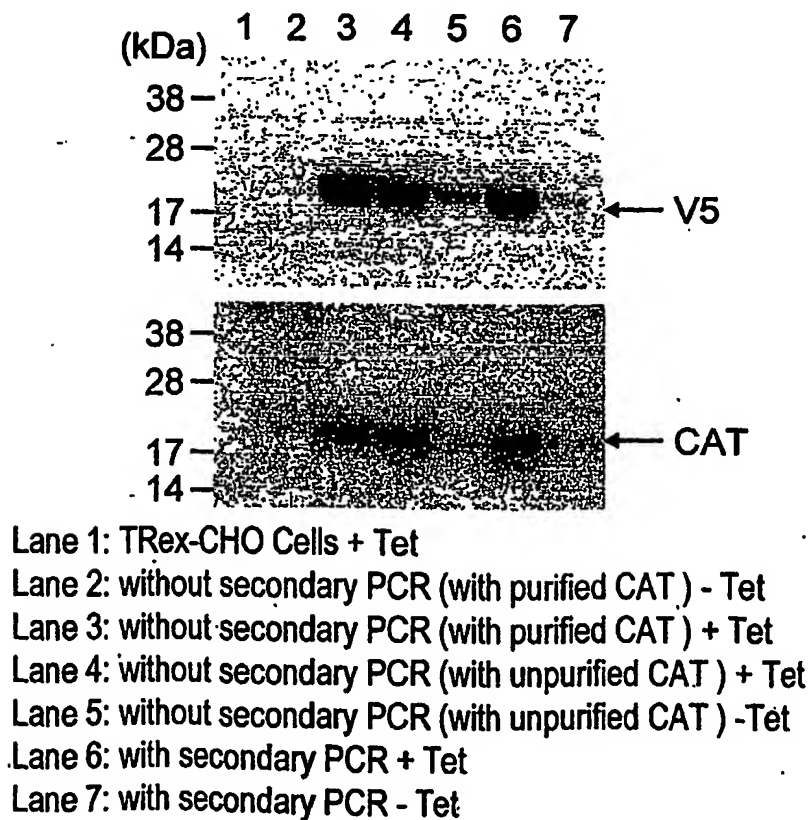 1 2 3 4 5 6 7
(kDa)
38
28
17
14
V5
38
28
17
14
CAT
Lane 1: TRex-CHO Cells + Tet
Lane 2: without secondary PCR (with purified CAT ) - Tet
Lane 3: without secondary PCR (with purified CAT ) + Tet
Lane 4: without secondary PCR (with unpurified CAT ) + Tet
Lane 5: without secondary PCR (with unpurified CAT ) -Tet
Lane 6: with secondary PCR + Tet
Lane 7: with secondary PCR - Tet